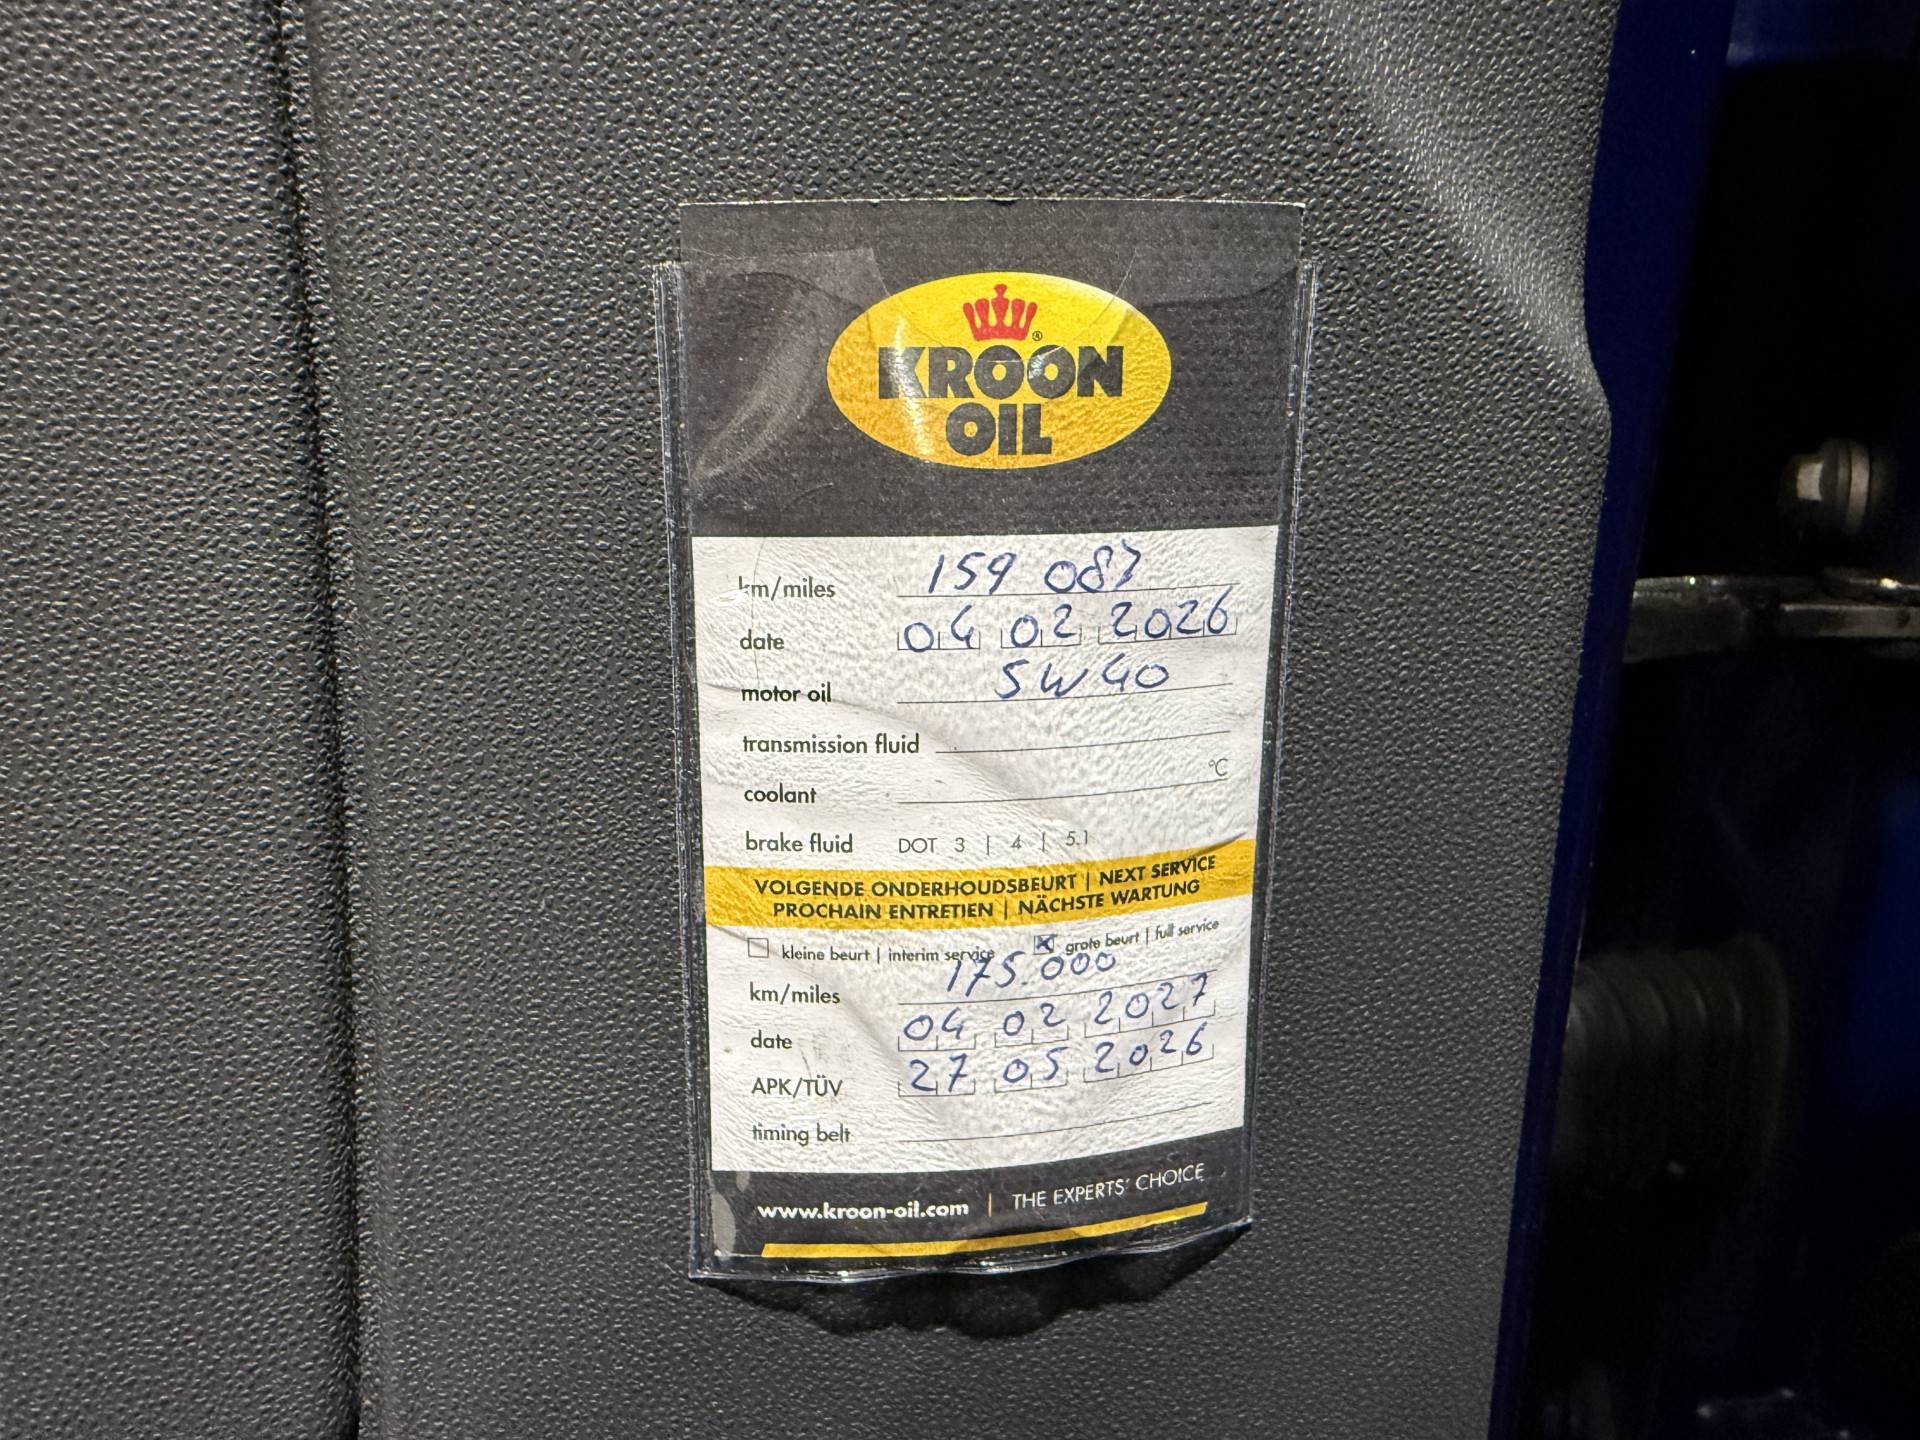 KROON
OIL
km/miles 159 087
date 04 02 2026
motor oil 5W40
transmission fluid
°C
coolant
brake fluid DOT 3 | 4 | 5.1
VOLGENDE ONDERHOUDSBEURT | NEXT SERVICE
PROCHAIN ENTRETIEN | NÄCHSTE WARTUNG
kleine beurt | interim service grote beurt | full service
km/miles 175.000
date 04 02 2027
APK/TÜV 27 05 2026
timing belt
www.kroon-oil.com | THE EXPERTS' CHOICE